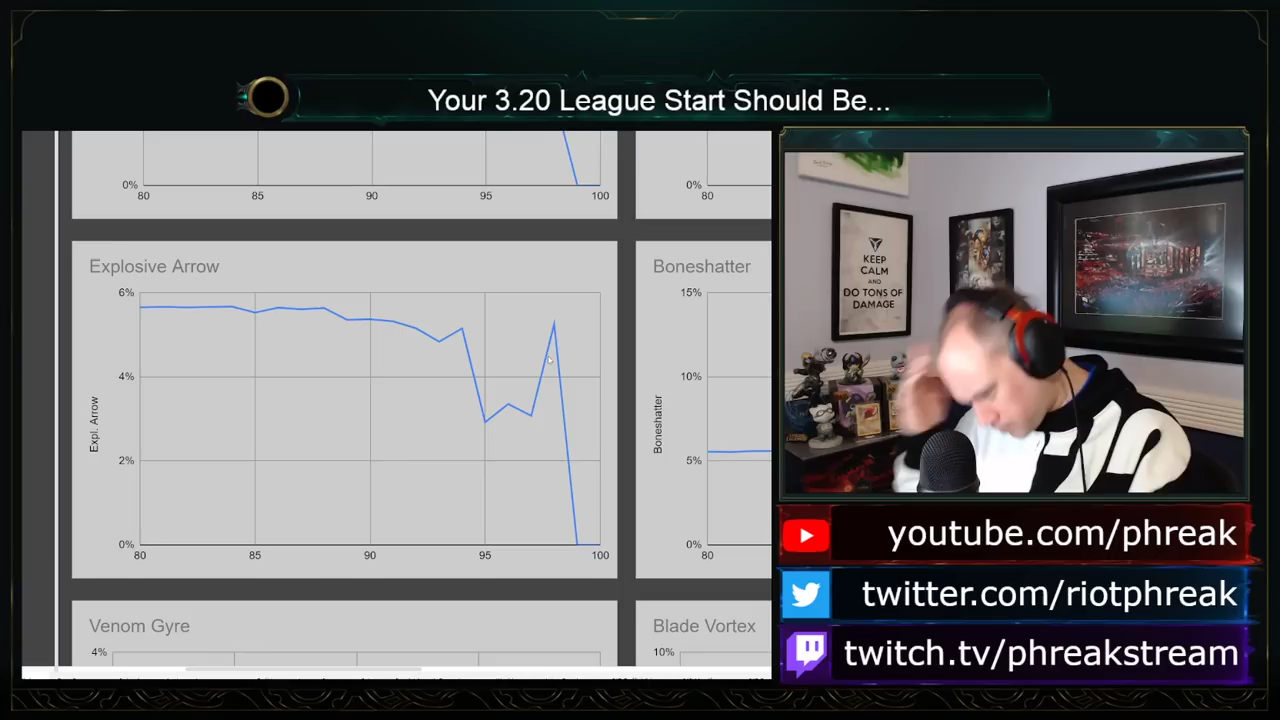 Your 3.20 League Start Should Be...
0%
80
85
90
95
100
0%
80
Explosive Arrow
6%
4%
2%
0%
Expl. Arrow
80
85
90
95
100
Boneshatter
15%
10%
5%
0%
Boneshatter
80
Venom Gyre
4%
Blade Vortex
10%
KEEP
CALM
AND
DO TONS OF
DAMAGE
youtube.com/phreak
twitter.com/riotphreak
twitch.tv/phreakstream